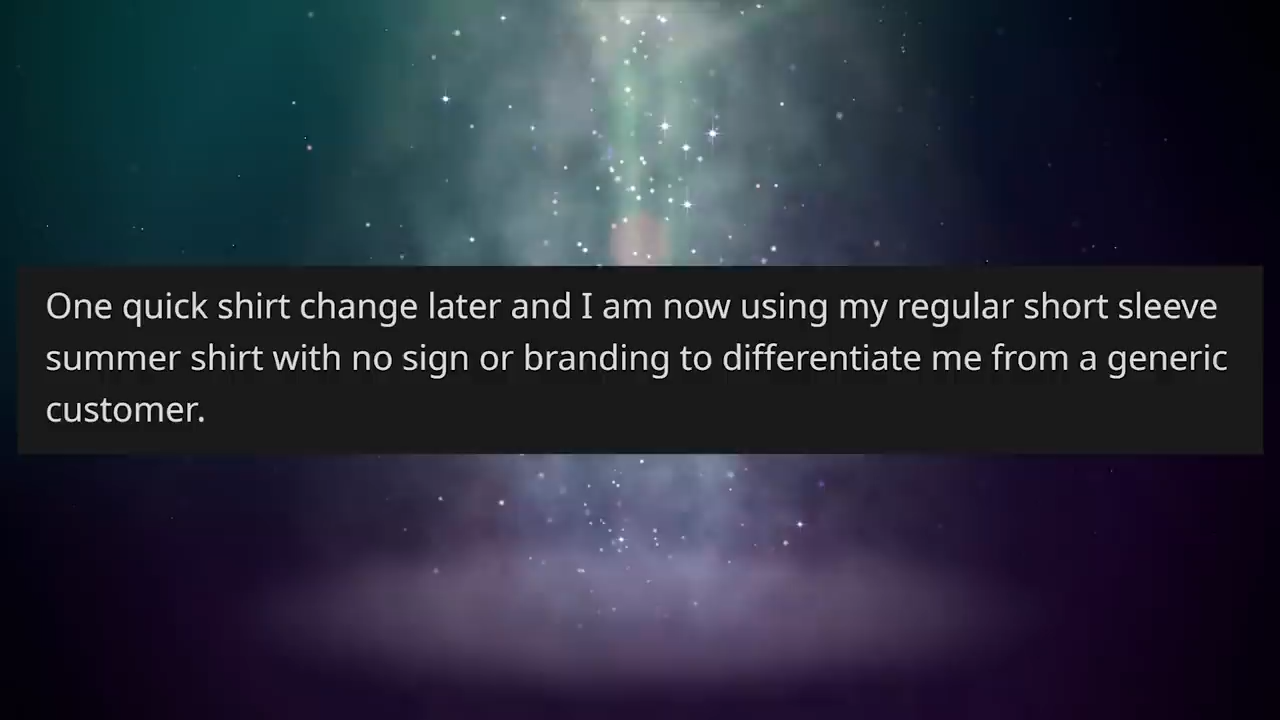 One quick shirt change later and I am now using my regular short sleeve
summer shirt with no sign or branding to differentiate me from a generic
customer.